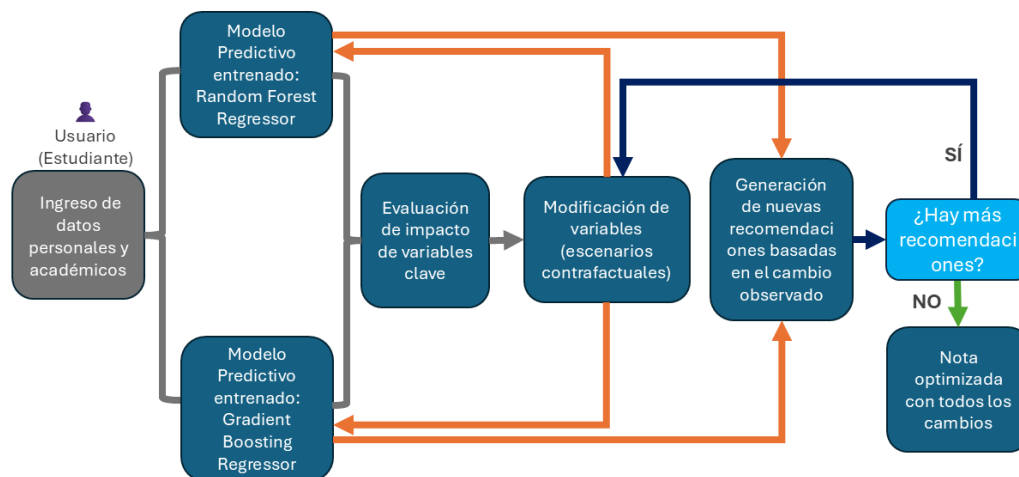 Usuario
(Estudiante)
Ingreso de
datos
personales y
académicos
Modelo
Predictivo
entrenado:
Random Forest
Regressor
Modelo
Predictivo
entrenado:
Gradient
Boosting
Regressor
Evaluación
de impacto
de variables
clave
Modificación de
variables
(escenarios
contrafactuales)
Generación
de nuevas
recomendaci
ones basadas
en el cambio
observado
SÍ
¿Hay más
recomendaci
ones?
NO
Nota
optimizada
con todos los
cambios